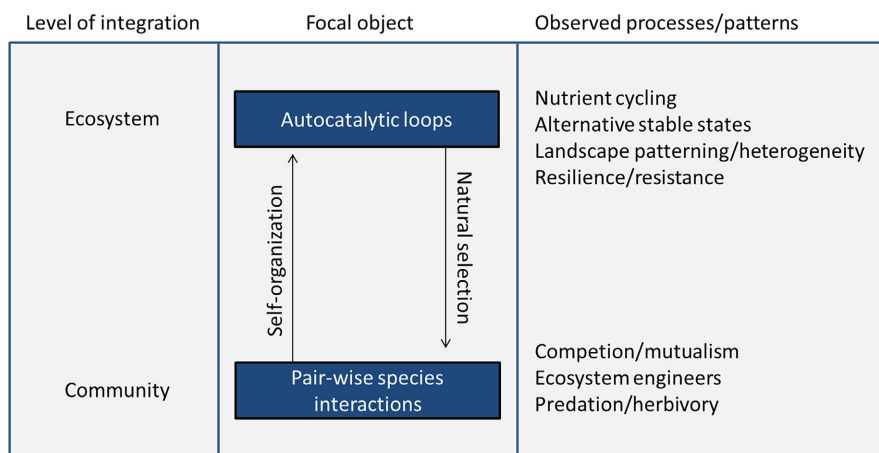 Level of integration
Focal object
Observed processes/patterns
Ecosystem
Autocatalytic loops
Nutrient cycling
Alternative stable states
Landscape patterning/heterogeneity
Resilience/resistance
Self-organization
Natural selection
Community
Pair-wise species
interactions
Competion/mutualism
Ecosystem engineers
Predation/herbivory